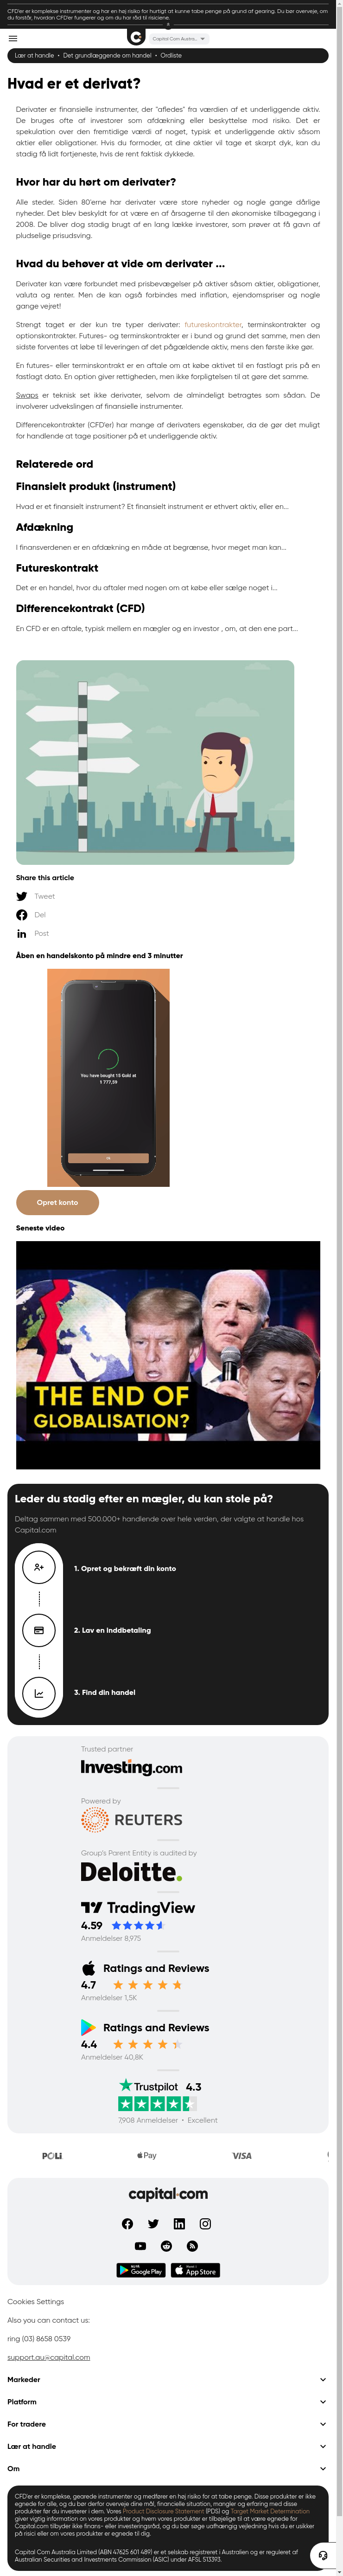 CFD'er er komplekse instrumenter og har en høj risiko for hurtigt at kunne tabe penge på grund af gearing. Du bør overveje, om
du forstår, hvordan CFD'er fungerer og om du har råd til risiciene.
Capital Com Austra...
Lær at handle • Det grundlæggende om handel • Ordliste
Hvad er et derivat?
Derivater er finansielle instrumenter, der "afledes" fra værdien af et underliggende aktiv.
De bruges ofte af investorer som afdækning eller beskyttelse mod risiko. Det er
spekulation over den fremtidige værdi af noget, typisk et underliggende aktiv såsom
aktier eller obligationer. Hvis du formoder, at dine aktier vil tage et skarpt dyk, kan du
stadig få lidt fortjeneste, hvis de rent faktisk dykkede.
Hvor har du hørt om derivater?
Alle steder. Siden 80'erne har derivater være store nyheder og nogle gange dårlige
nyheder. Det blev beskyldt for at være en af årsagerne til den økonomiske tilbagegang i
2008. De bliver dog stadig brugt af en lang række investorer, som prøver at få gavn af
pludselige prisudsving.
Hvad du behøver at vide om derivater ...
Derivater kan være forbundet med prisbevægelser på aktiver såsom aktier, obligationer,
valuta og renter. Men de kan også forbindes med inflation, ejendomspriser og nogle
gange vejret!
Strengt taget er der kun tre typer derivater: futureskontrakter, terminskontrakter og
optionskontrakter. Futures- og terminskontrakter er i bund og grund det samme, men den
sidste forventes at føre til leveringen af det pågældende aktiv, mens den første ikke gør.
En futures- eller terminskontrakt er en aftale om at købe aktivet til en fastlagt pris på en
fastlagt dato. En option giver rettigheden, men ikke forpligtelsen til at gøre det samme.
Swaps er teknisk set ikke derivater, selvom de almindeligt betragtes som sådan. De
involverer udvekslingen af finansielle instrumenter.
Differencekontrakter (CFD'er) har mange af derivaters egenskaber, da de gør det muligt
for handlende at tage positioner på et underliggende aktiv.
Relaterede ord
Finansielt produkt (instrument)
Hvad er et finansielt instrument? Et finansielt instrument er ethvert aktiv, eller en...
Afdækning
I finansverdenen er en afdækning en måde at begrænse, hvor meget man kan...
Futureskontrakt
Det er en handel, hvor du aftaler med nogen om at købe eller sælge noget i...
Differencekontrakt (CFD)
En CFD er en aftale, typisk mellem en mægler og en investor , om, at den ene part...
Share this article
Tweet
Del
Post
Åben en handelskonto på mindre end 3 minutter
You have bought 15 Gold at
1 777,59
Opret konto
Seneste video
THE END OF
GLOBALISATION?
Leder du stadig efter en mægler, du kan stole på?
Deltag sammen med 500.000+ handlende over hele verden, der valgte at handle hos
Capital.com
1. Opret og bekræft din konto
2. Lav en inddbetaling
3. Find din handel
Trusted partner
Investing.com
Powered by
REUTERS
Group's Parent Entity is audited by
Deloitte.
TradingView
4.59
Anmeldelser 8,975
Ratings and Reviews
4.7
Anmeldelser 1,5K
Ratings and Reviews
4.4
Anmeldelser 40,8K
Trustpilot 4.3
7,908 Anmeldelser • Excellent
POLi
Pay
VISA
capital.com
Google Play
App Store
Cookies Settings
Also you can contact us:
ring (03) 8658 0539
support.au@capital.com
Markeder
Platform
For tradere
Lær at handle
Om
CFD'er er komplekse, gearede instrumenter og medfører en høj risiko for at tabe penge. Disse produkter er ikke
egnede for alle, og du bør derfor overveje dine mål, finansielle situation, mangler, erfaring og kendskab til med disse
produkter før du investerer i dem. Vores Product Disclosure Statement (PDS) og Target Market Determination
giver vigtig information on vores produkter og hvem vores produkter er tilbøjelige til at være egnede for
Capital.com tilbyder ikke finans- eller investeringsråd, og du bør søge uafhængig vejledning hvis du er usikker
på risici eller om vores produkter er egnede til dig.
Capital Com Australia Limited (ABN 47625 601 489) er et selskab registreret i Australien og er reguleret af
Australian Securities and Investments Commission (ASIC) under AFSL 513393.